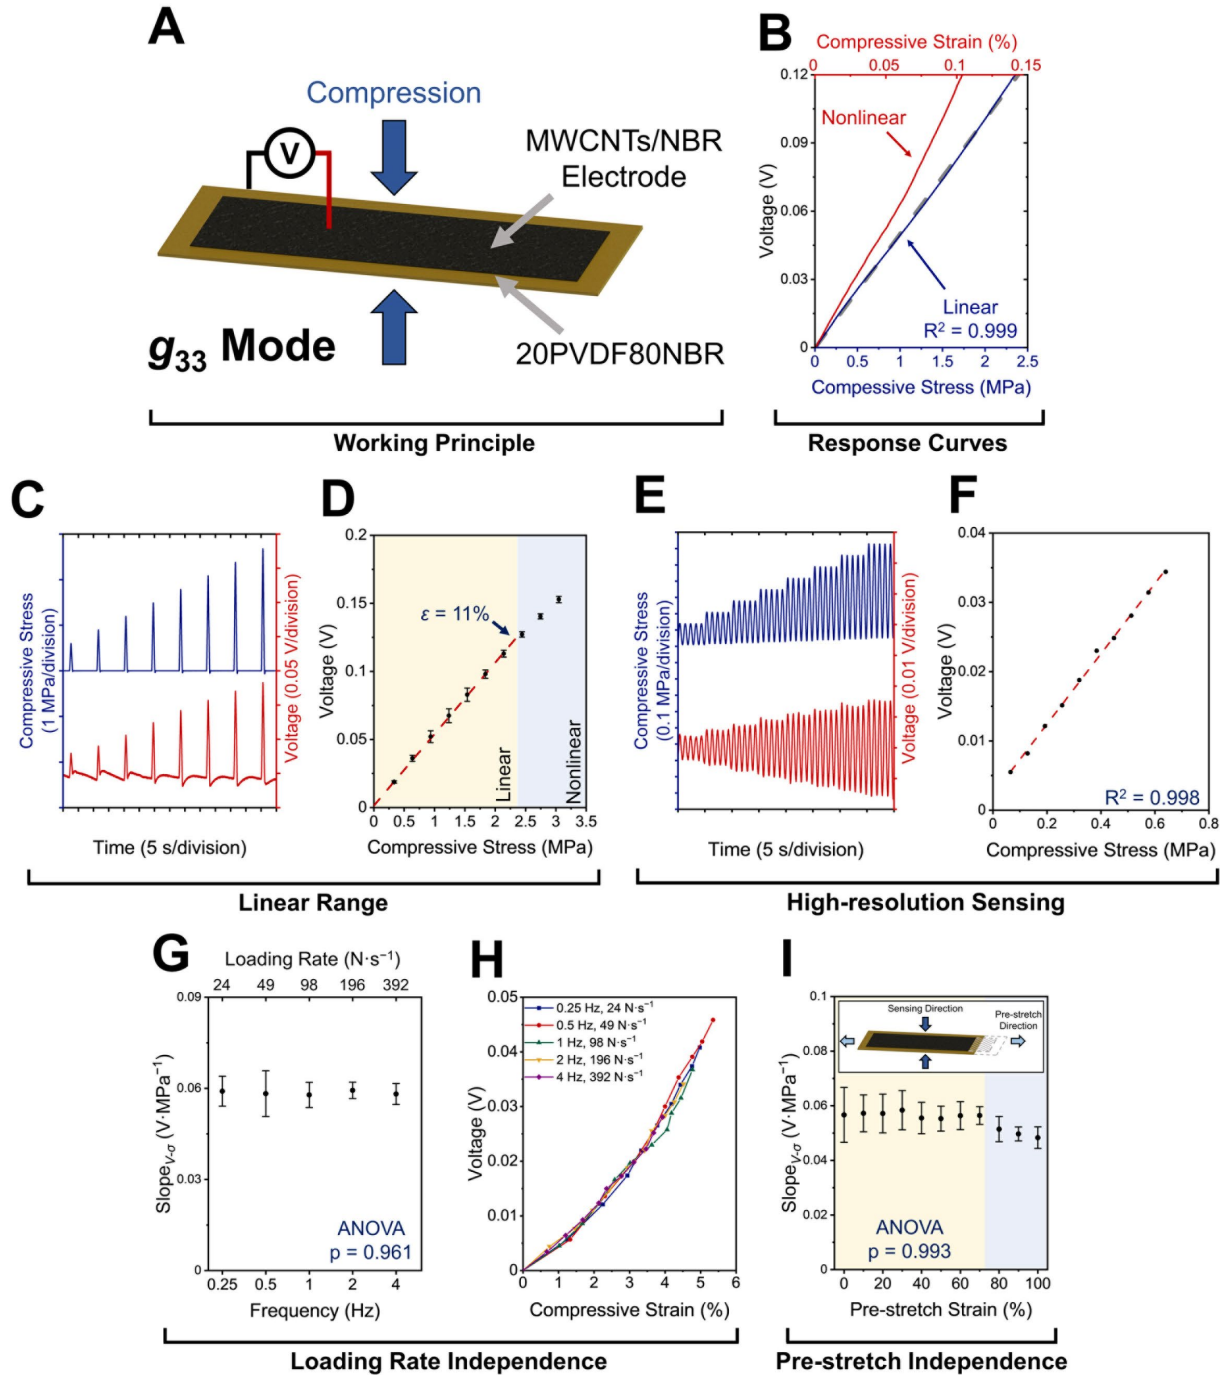 A
Compression
V
MWCNTs/NBR
Electrode
g33 Mode
20PVDF80NBR
Working Principle
B
Compressive Strain (%)
0 0.05 0.1 0.15
0.12
0.09
0.06
0.03
0
Voltage (V)
Nonlinear
Linear
R² = 0.999
0 0.5 1 1.5 2 2.5
Compessive Stress (MPa)
Response Curves
C
Compressive Stress
(1 MPa/division)
Voltage (0.05 V/division)
Time (5 s/division)
D
0.2
0.15
0.1
0.05
0
Voltage (V)
ε = 11%
Linear
Nonlinear
0 0.5 1 1.5 2 2.5 3 3.5
Compressive Stress (MPa)
Linear Range
E
Compressive Stress
(0.1 MPa/division)
Voltage (0.01 V/division)
Time (5 s/division)
F
0.04
0.03
0.02
0.01
0
Voltage (V)
R² = 0.998
0 0.2 0.4 0.6 0.8
Compressive Stress (MPa)
High-resolution Sensing
G
Loading Rate (N·s⁻¹)
24 49 98 196 392
0.09
0.06
0.03
0
SlopeV-σ (V·MPa⁻¹)
ANOVA
p = 0.961
0.25 0.5 1 2 4
Frequency (Hz)
H
0.05
0.04
0.03
0.02
0.01
0
Voltage (V)
0.25 Hz, 24 N·s⁻¹
0.5 Hz, 49 N·s⁻¹
1 Hz, 98 N·s⁻¹
2 Hz, 196 N·s⁻¹
4 Hz, 392 N·s⁻¹
0 1 2 3 4 5 6
Compressive Strain (%)
Loading Rate Independence
I
0.1
0.08
0.06
0.04
0.02
0
SlopeV-σ (V·MPa⁻¹)
Sensing Direction
Pre-stretch
Direction
ANOVA
p = 0.993
0 20 40 60 80 100
Pre-stretch Strain (%)
Pre-stretch Independence